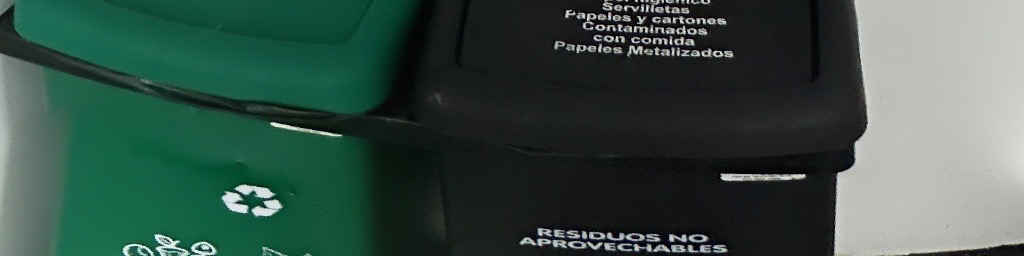 Servilletas
Papeles y cartones
Contaminados
con comida
Papeles Metalizados
RESIDUOS NO
APROVECHABLES